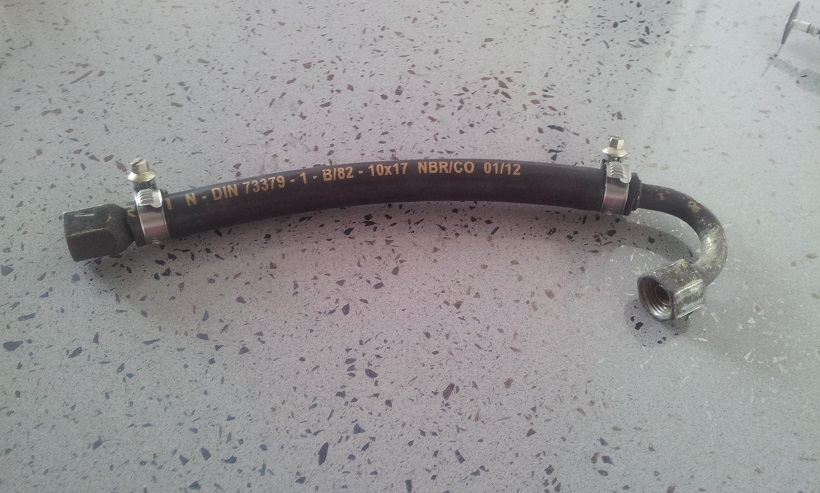 N - DIN 73379 - 1 - B/82 - 10x17 NBR/CO 01/12